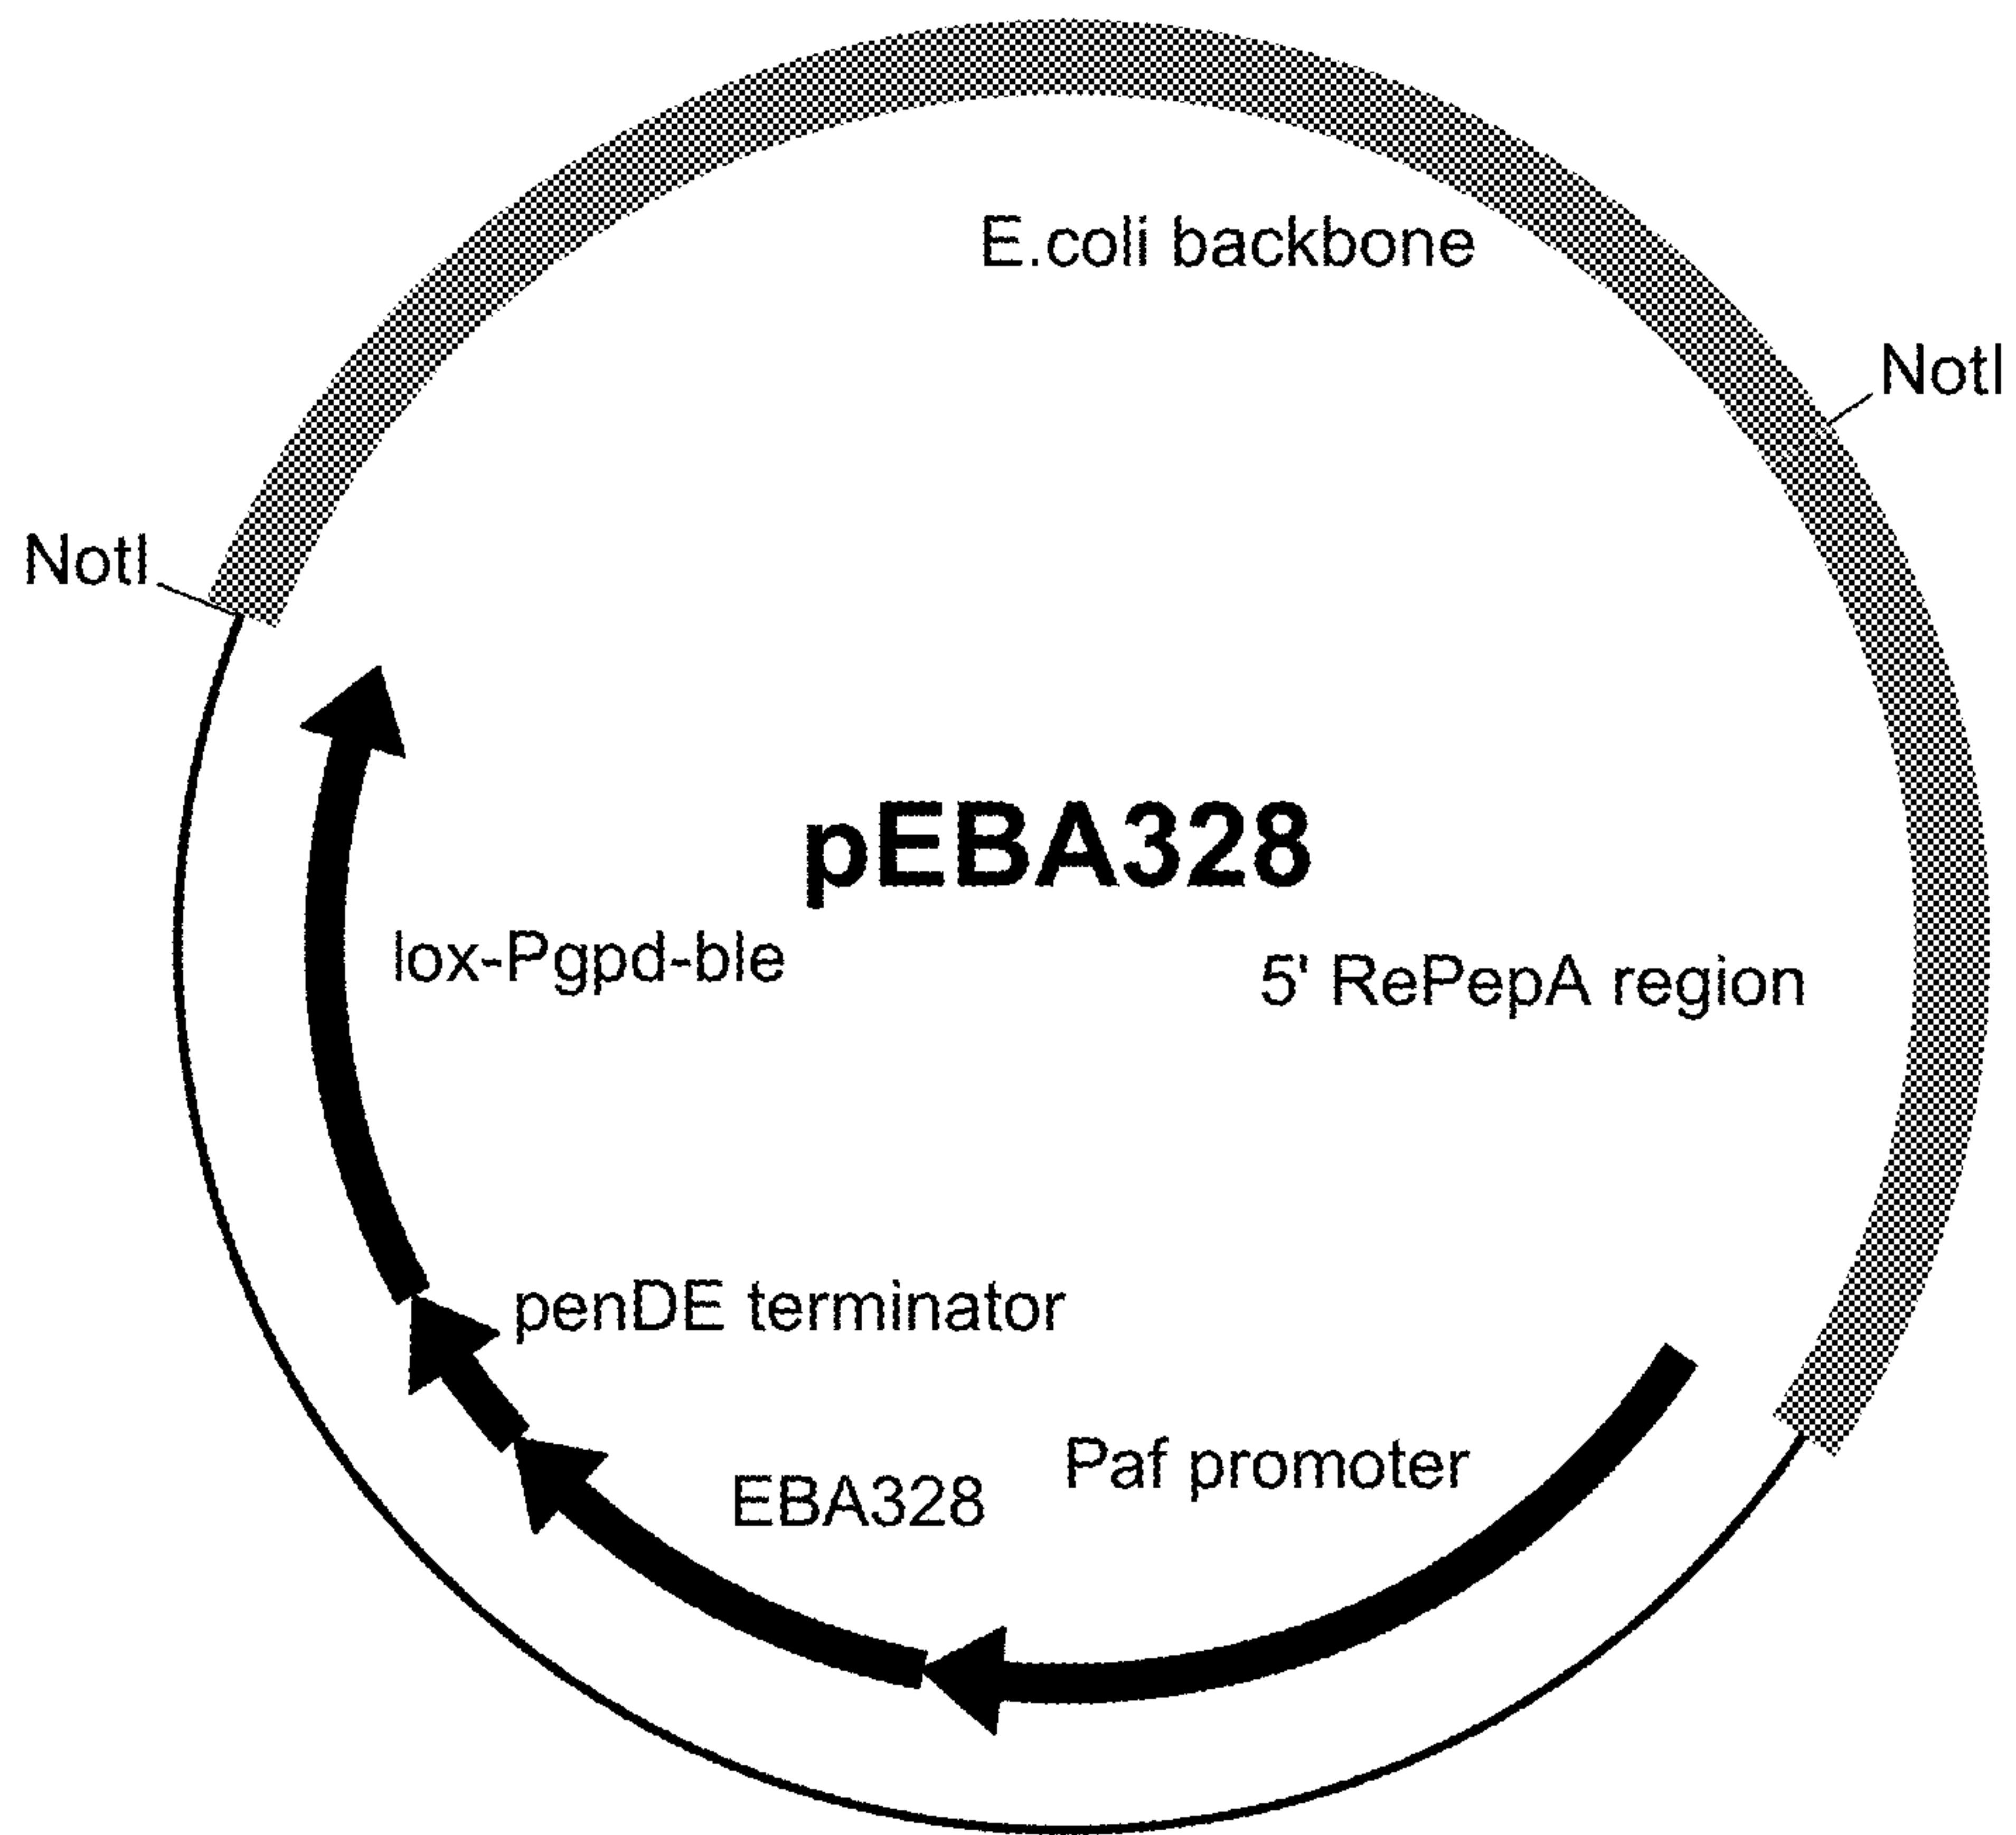 E.coli backbone
NotI
NotI
pEBA328
lox-Pgpd-ble
5' RePepA region
penDE terminator
Paf promoter
EBA328